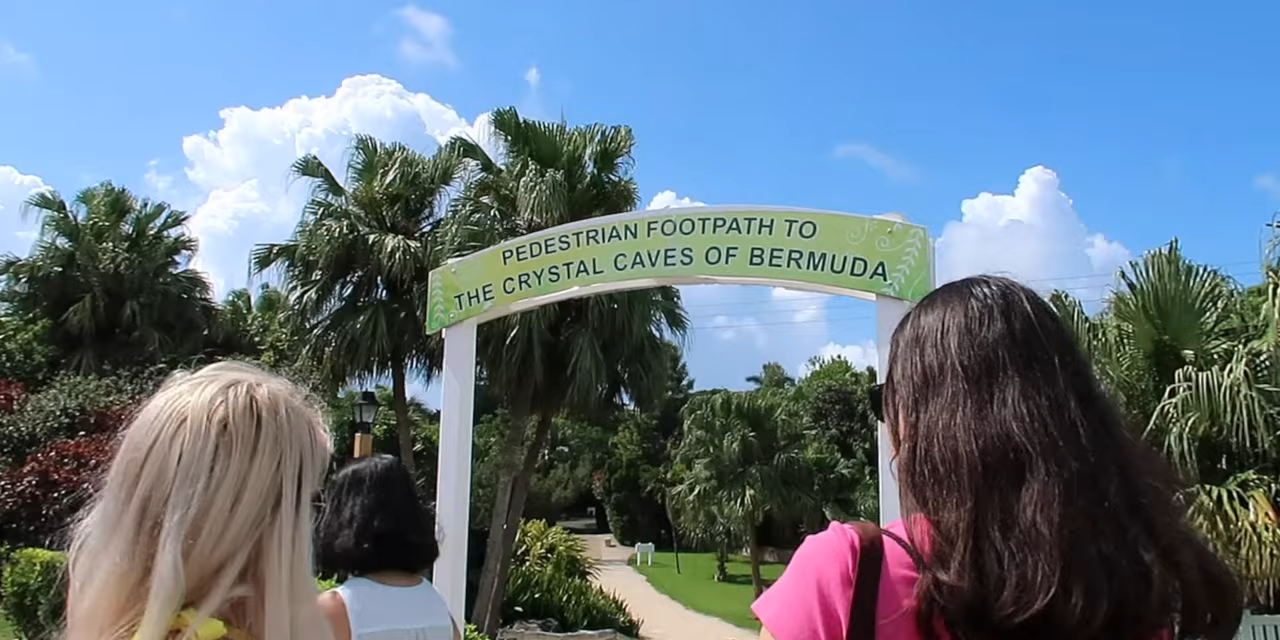 PEDESTRIAN FOOTPATH TO
THE CRYSTAL CAVES OF BERMUDA